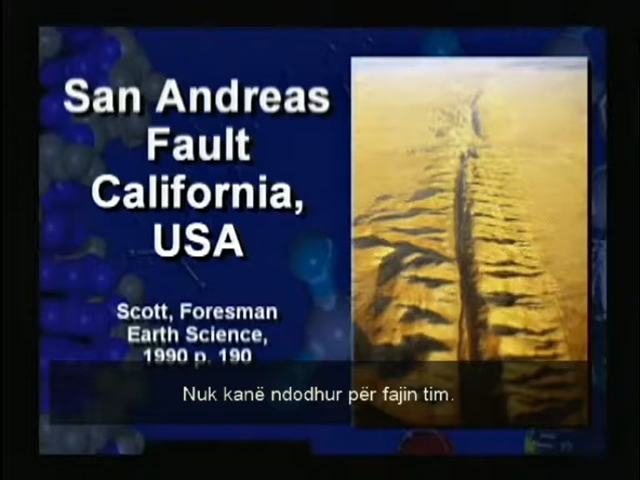 San Andreas
Fault
California,
USA
Scott, Foresman
Earth Science,
1990 p. 190
Nuk kanë ndodhur për fajin tim.